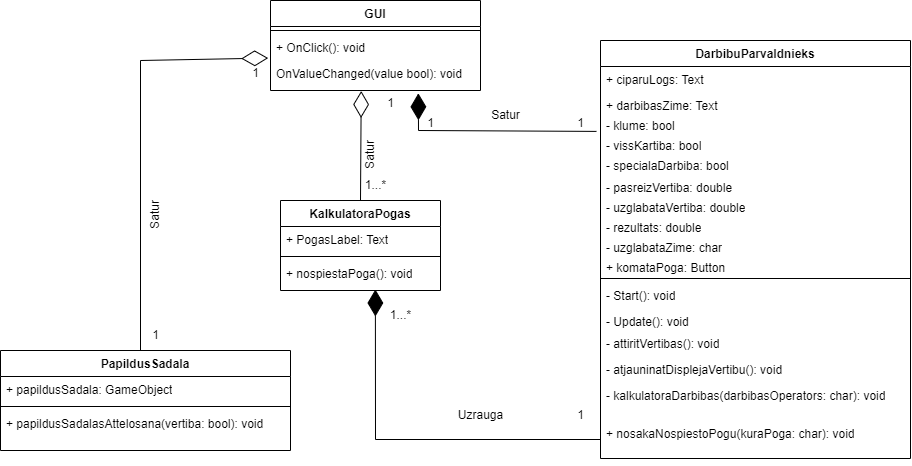 GUI
+ OnClick(): void
OnValueChanged(value bool): void
1
1
1
Satur
1
Satur
1...*
Satur
1
DarbibuParvaldnieks
+ ciparuLogs: Text
+ darbibasZime: Text
- klume: bool
- vissKartiba: bool
- specialaDarbiba: bool
- pasreizVertiba: double
- uzglabataVertiba: double
- rezultats: double
- uzglabataZime: char
+ komataPoga: Button
- Start(): void
- Update(): void
- attiritVertibas(): void
- atjauninatDisplejaVertibu(): void
- kalkulatoraDarbibas(darbibasOperators: char): void
+ nosakaNospiestoPogu(kuraPoga: char): void
KalkulatoraPogas
+ PogasLabel: Text
+ nospiestaPoga(): void
1...*
Uzrauga
1
PapildusSadala
+ papildusSadala: GameObject
+ papildusSadalasAttelosana(vertiba: bool): void